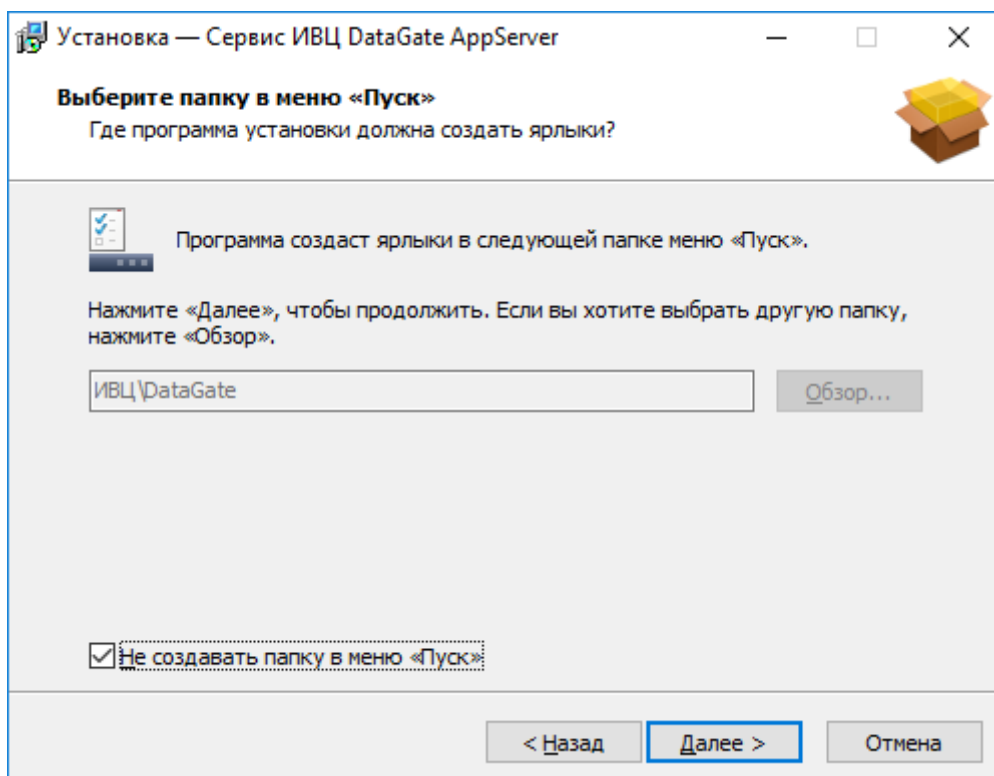 Установка — Сервис ИВЦ DataGate AppServer
Выберите папку в меню «Пуск»
Где программа установки должна создать ярлыки?
Программа создаст ярлыки в следующей папке меню «Пуск».
Нажмите «Далее», чтобы продолжить. Если вы хотите выбрать другую папку,
нажмите «Обзор».
ИВЦ\DataGate
Обзор...
Не создавать папку в меню «Пуск»
< Назад
Далее >
Отмена